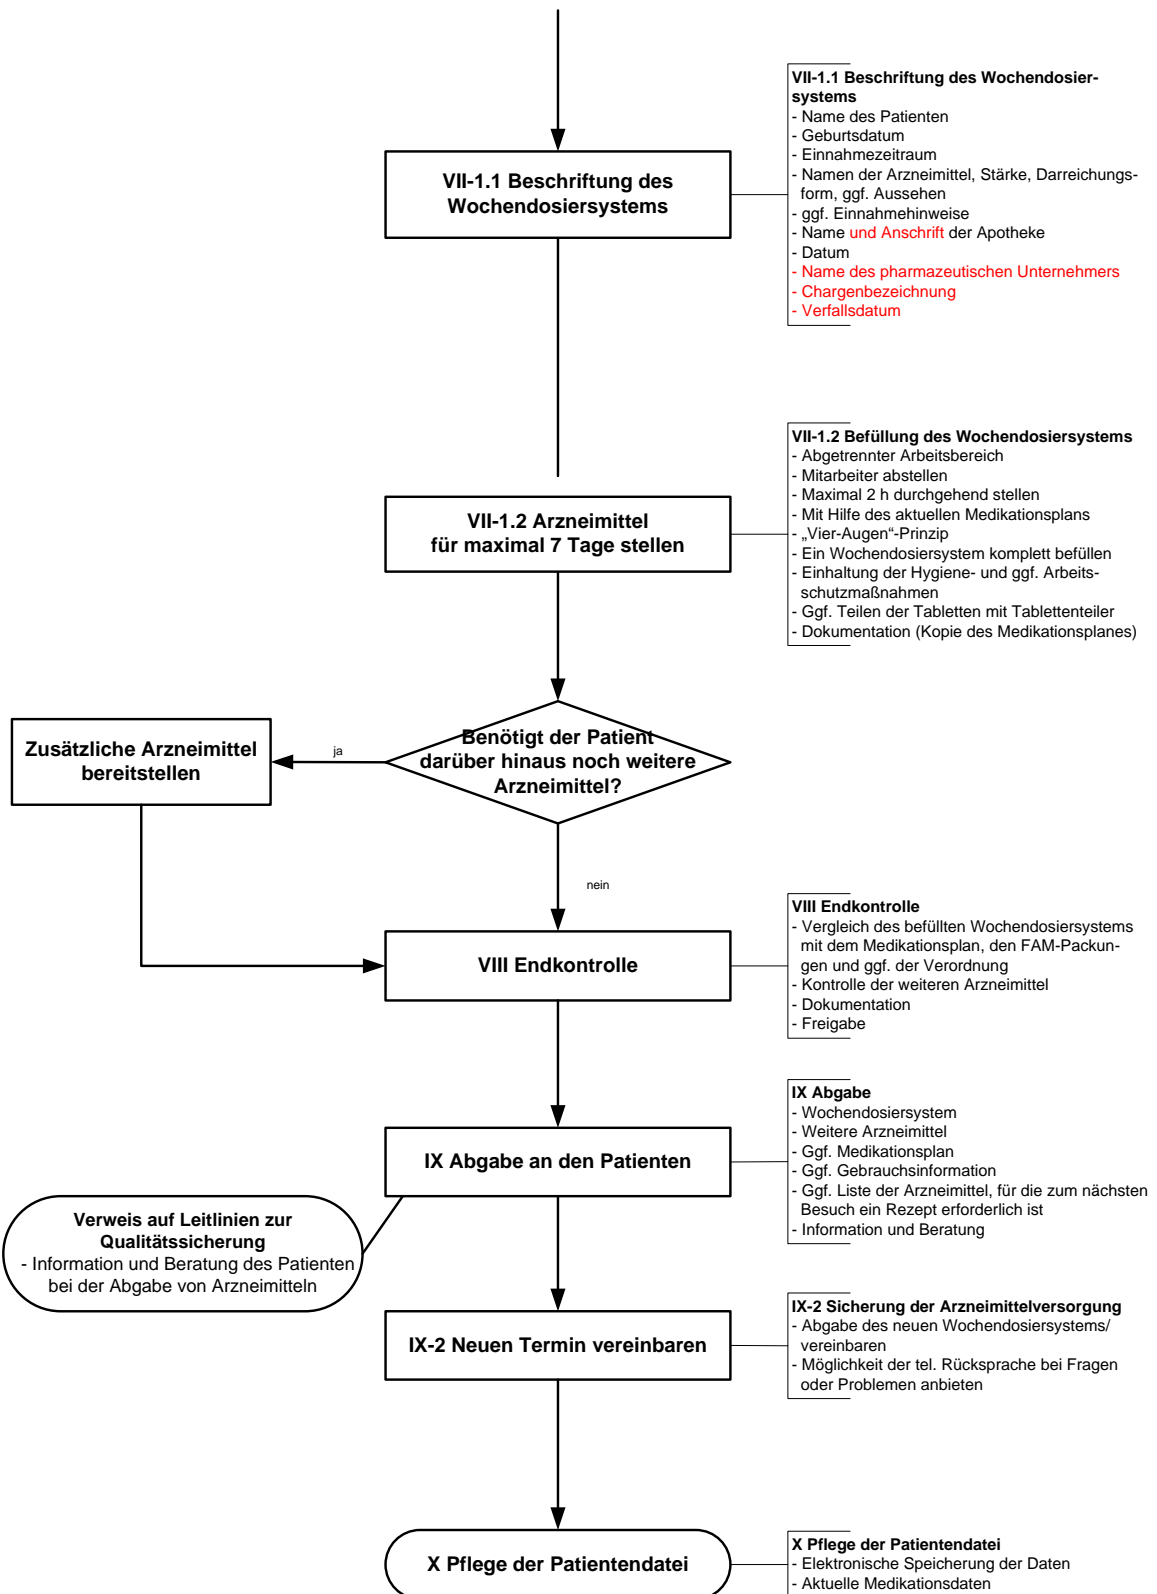 VII-1.1 Beschriftung des
Wochendosiersystems
VII-1.1 Beschriftung des Wochendosier-
systems
- Name des Patienten
- Geburtsdatum
- Einnahmezeitraum
- Namen der Arzneimittel, Stärke, Darreichungs-
form, ggf. Aussehen
- ggf. Einnahmehinweise
- Name und Anschrift der Apotheke
- Datum
- Name des pharmazeutischen Unternehmers
- Chargenbezeichnung
- Verfallsdatum
VII-1.2 Arzneimittel
für maximal 7 Tage stellen
VII-1.2 Befüllung des Wochendosiersystems
- Abgetrennter Arbeitsbereich
- Mitarbeiter abstellen
- Maximal 2 h durchgehend stellen
- Mit Hilfe des aktuellen Medikationsplans
- „Vier-Augen“-Prinzip
- Ein Wochendosiersystem komplett befüllen
- Einhaltung der Hygiene- und ggf. Arbeits-
schutzmaßnahmen
- Ggf. Teilen der Tabletten mit Tablettenteiler
- Dokumentation (Kopie des Medikationsplanes)
Benötigt der Patient
darüber hinaus noch weitere
Arzneimittel?
ja
Zusätzliche Arzneimittel
bereitstellen
nein
VIII Endkontrolle
VIII Endkontrolle
- Vergleich des befüllten Wochendosiersystems
mit dem Medikationsplan, den FAM-Packun-
gen und ggf. der Verordnung
- Kontrolle der weiteren Arzneimittel
- Dokumentation
- Freigabe
IX Abgabe an den Patienten
IX Abgabe
- Wochendosiersystem
- Weitere Arzneimittel
- Ggf. Medikationsplan
- Ggf. Gebrauchsinformation
- Ggf. Liste der Arzneimittel, für die zum nächsten
Besuch ein Rezept erforderlich ist
- Information und Beratung
Verweis auf Leitlinien zur
Qualitätssicherung
- Information und Beratung des Patienten
bei der Abgabe von Arzneimitteln
IX-2 Neuen Termin vereinbaren
IX-2 Sicherung der Arzneimittelversorgung
- Abgabe des neuen Wochendosiersystems/
vereinbaren
- Möglichkeit der tel. Rücksprache bei Fragen
oder Problemen anbieten
X Pflege der Patientendatei
X Pflege der Patientendatei
- Elektronische Speicherung der Daten
- Aktuelle Medikationsdaten